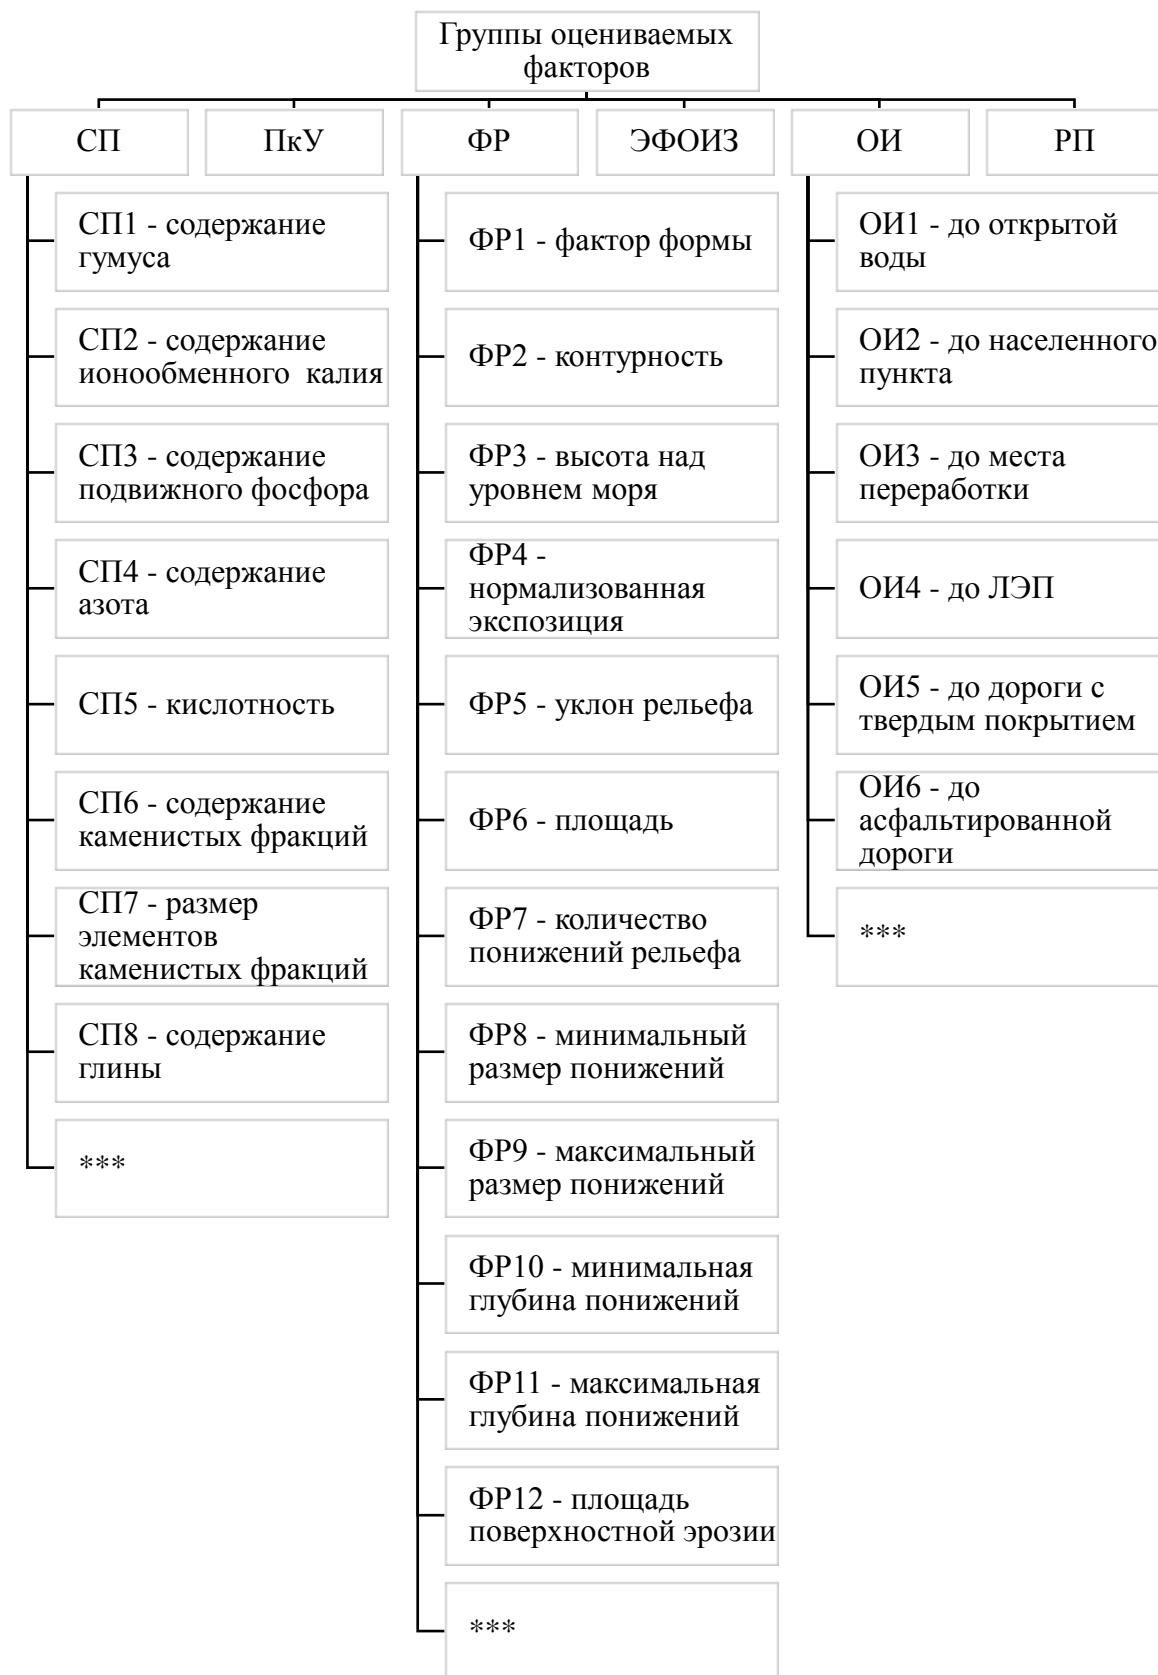 Группы оцениваемых
факторов
СП
ПкУ
ФР
ЭФОИЗ
ОИ
РП
СП1 - содержание
гумуса
СП2 - содержание
ионообменного калия
СП3 - содержание
подвижного фосфора
СП4 - содержание
азота
СП5 - кислотность
СП6 - содержание
каменистых фракций
СП7 - размер
элементов
каменистых фракций
СП8 - содержание
глины
***
ФР1 - фактор формы
ФР2 - контурность
ФР3 - высота над
уровнем моря
ФР4 -
нормализованная
экспозиция
ФР5 - уклон рельефа
ФР6 - площадь
ФР7 - количество
понижений рельефа
ФР8 - минимальный
размер понижений
ФР9 - максимальный
размер понижений
ФР10 - минимальная
глубина понижений
ФР11 - максимальная
глубина понижений
ФР12 - площадь
поверхностной эрозии
***
ОИ1 - до открытой
воды
ОИ2 - до населенного
пункта
ОИ3 - до места
переработки
ОИ4 - до ЛЭП
ОИ5 - до дороги с
твердым покрытием
ОИ6 - до
асфальтированной
дороги
***